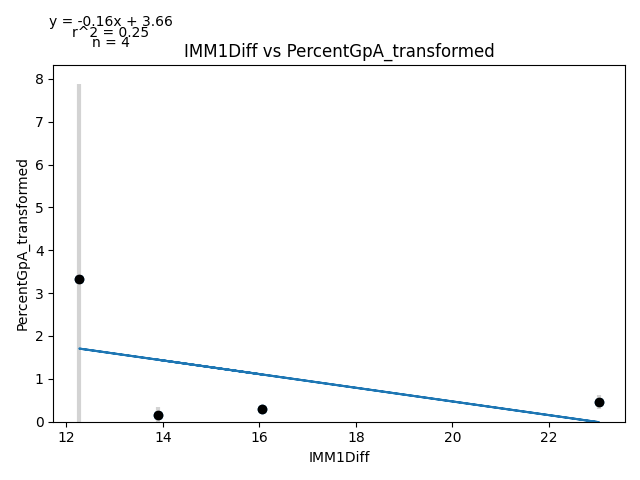 y = -0.16x + 3.66
r^2 = 0.25
n = 4
IMM1Diff vs PercentGpA_transformed
PercentGpA_transformed
8
7
6
5
4
3
2
1
0
12 14 16 18 20 22
IMM1Diff